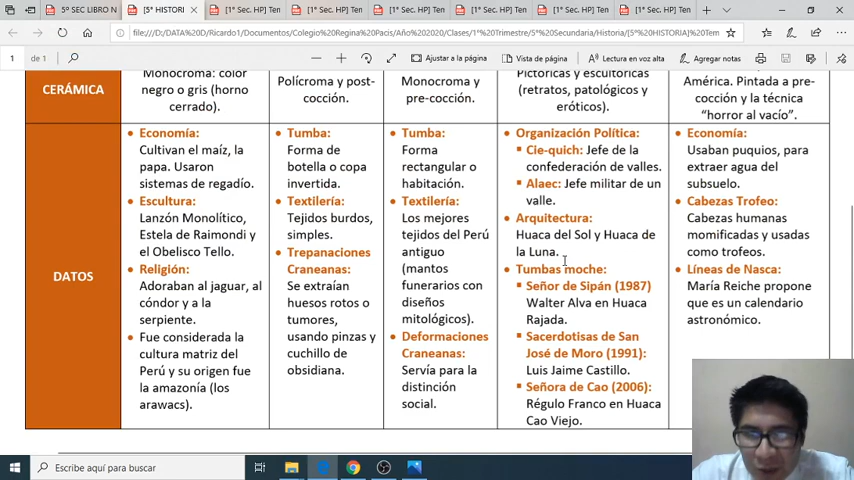 5° SEC LIBRO N
[5° HISTORI
[1° Sec. HP] Ten
[1° Sec. HP] Ten
[1° Sec. HP] Ten
[1° Sec. HP] Ten
[1° Sec. HP] Ten
[1° Sec. HP] Ten
file:///D:/DATA%20D/Ricardo1/Documentos/Colegio%20Regina%20Pacis/Año%202020/Clases/1°%20Trimestre/5°%20Secundaria/Historia/[5°%20HISTORIA]%20Tem
1
de 1
Ajustar a la página
Vista de página
Lectura en voz alta
Agregar notas
CERÁMICA
Monocroma: color
negro o gris (horno
cerrado).
Polícroma y post-
cocción.
Monocroma y
pre-cocción.
Pictóricas y escultóricas
(retratos, patológicos y
eróticos).
América. Pintada a pre-
cocción y la técnica
“horror al vacío”.
DATOS
Economía:
Cultivan el maíz, la
papa. Usaron
sistemas de regadío.
Escultura:
Lanzón Monolítico,
Estela de Raimondi y
el Obelisco Tello.
Religión:
Adoraban al jaguar, al
cóndor y a la
serpiente.
Fue considerada la
cultura matriz del
Perú y su origen fue
la amazonía (los
arawacs).
Tumba:
Forma de
botella o copa
invertida.
Textilería:
Tejidos burdos,
simples.
Trepanaciones
Craneanas:
Se extraían
huesos rotos o
tumores,
usando pinzas y
cuchillo de
obsidiana.
Tumba:
Forma
rectangular o
habitación.
Textilería:
Los mejores
tejidos del Perú
antiguo
(mantos
funerarios con
diseños
mitológicos).
Deformaciones
Craneanas:
Servía para la
distinción
social.
Organización Política:
Cie-quich: Jefe de la
confederación de valles.
Alaec: Jefe militar de un
valle.
Arquitectura:
Huaca del Sol y Huaca de
la Luna.
Tumbas moche:
Señor de Sipán (1987)
Walter Alva en Huaca
Rajada.
Sacerdotisas de San
José de Moro (1991):
Luis Jaime Castillo.
Señora de Cao (2006):
Régulo Franco en Huaca
Cao Viejo.
Economía:
Usaban puquios, para
extraer agua del
subsuelo.
Cabezas Trofeo:
Cabezas humanas
momificadas y usadas
como trofeos.
Líneas de Nasca:
María Reiche propone
que es un calendario
astronómico.
Escribe aquí para buscar